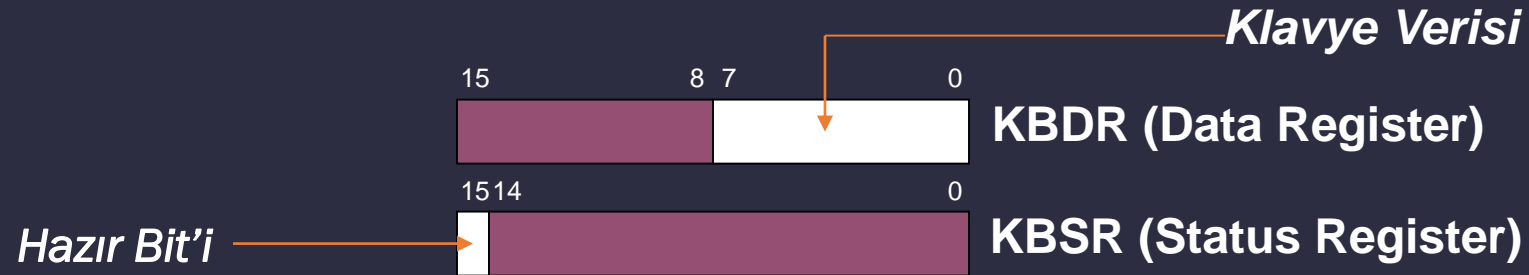 Klavye Verisi
15 8 7 0
KBDR (Data Register)
15 14 0
Hazır Bit’i
KBSR (Status Register)